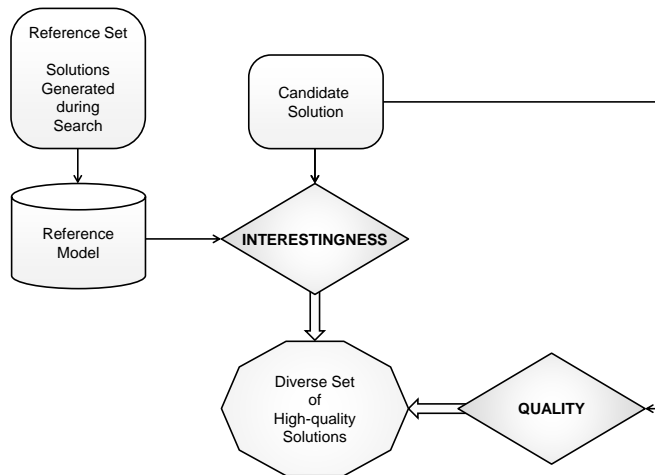 Reference Set
Solutions
Generated
during
Search
Candidate
Solution
Reference
Model
INTERESTINGNESS
Diverse Set
of
High-quality
Solutions
QUALITY